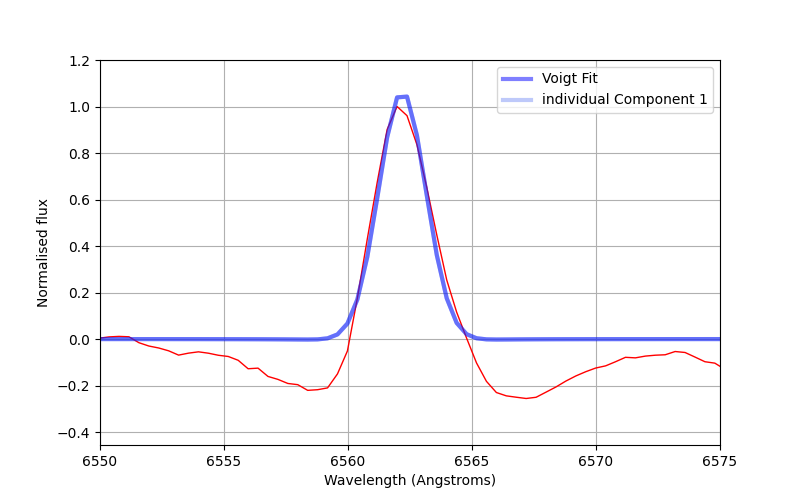 1.2
1.0
0.8
0.6
0.4
0.2
0.0
−0.2
−0.4
Normalised flux
Voigt Fit
individual Component 1
6550 6555 6560 6565 6570 6575
Wavelength (Angstroms)